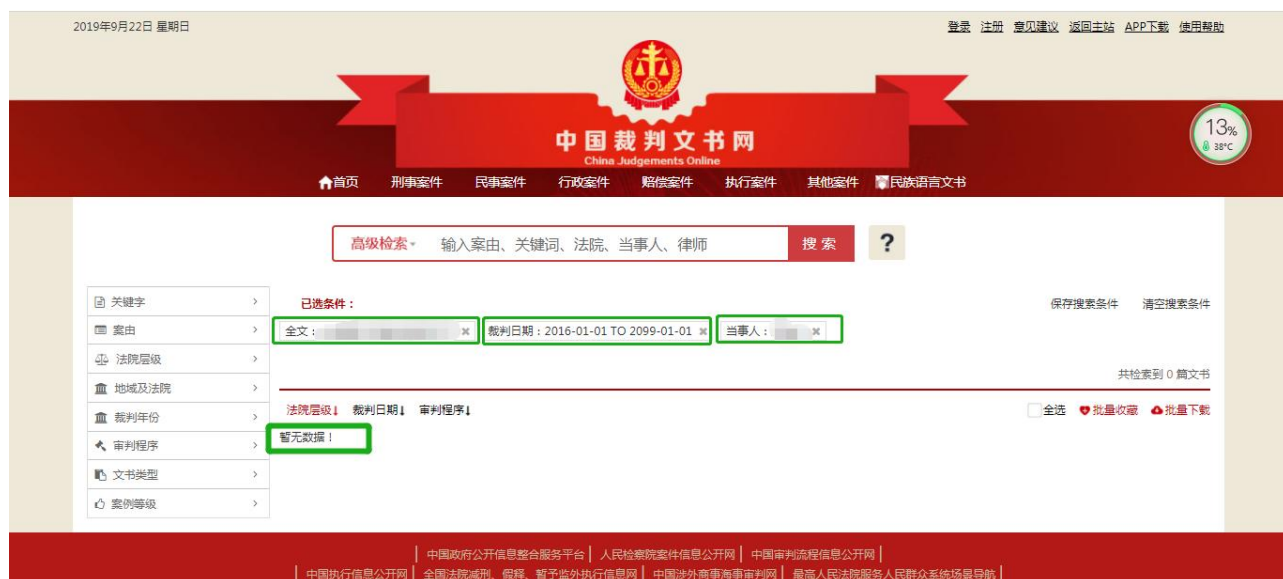 2019年9月22日 星期日
登录 注册 意见建议 返回主站 APP下载 使用帮助
中国裁判文书网
China Judgements Online
13%
38°C
首页 刑事案件 民事案件 行政案件 赔偿案件 执行案件 其他案件 民族语言文书
高级检索 输入案由、关键词、法院、当事人、律师 搜索 ?
关键字
案由
法院层级
地域及法院
裁判年份
审判程序
文书类型
案例等级
已选条件：
保存搜索条件 清空搜索条件
全文： × 裁判日期：2016-01-01 TO 2099-01-01 × 当事人： ×
共检索到 0 篇文书
法院层级 裁判日期 审判程序
全选 批量收藏 批量下载
暂无数据！
中国政府公开信息整合服务平台 | 人民检察院案件信息公开网 | 中国审判流程信息公开网 |
中国执行信息公开网 | 全国法院减刑、假释、暂予监外执行信息网 | 中国涉外商事海事审判网 | 最高人民法院服务人民群众系统场景导航 |